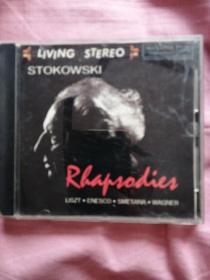 LIVING STEREO
STOKOWSKI
Rhapsodies
LISZT • ENESCO • SMETANA • WAGNER